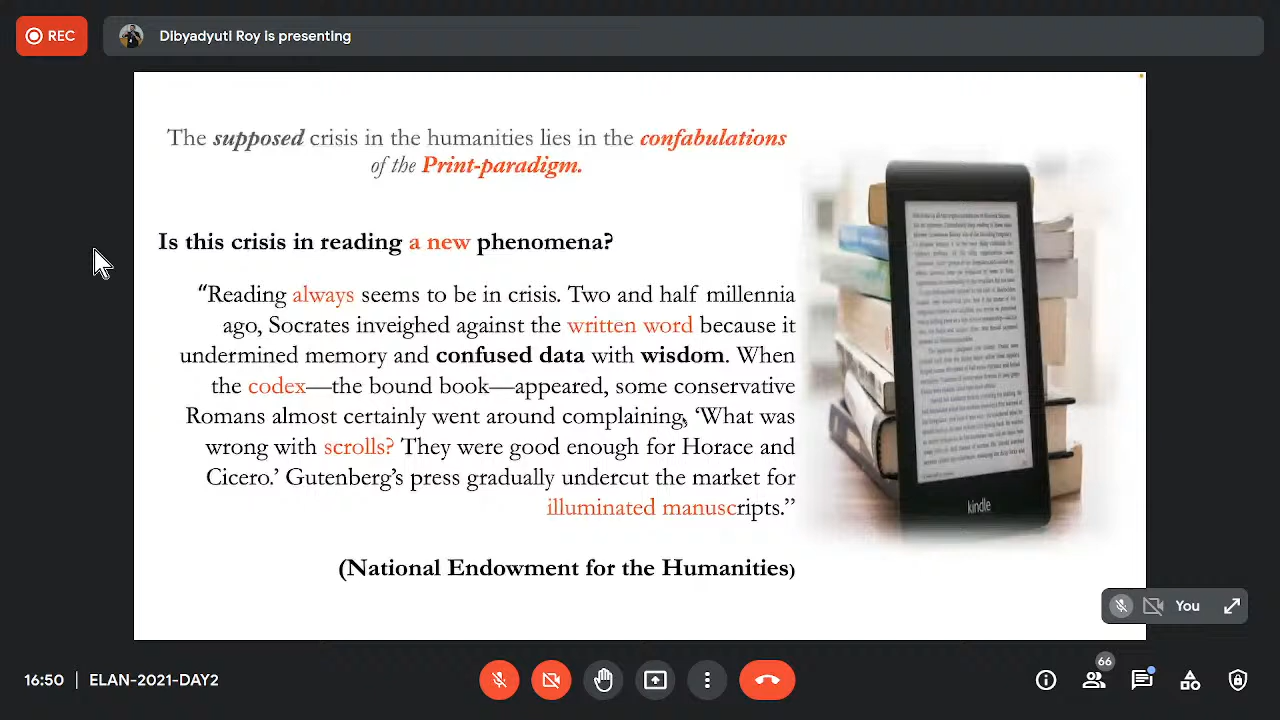 REC
Dibyadyuti Roy is presenting
The supposed crisis in the humanities lies in the confabulations
of the Print-paradigm.
Is this crisis in reading a new phenomena?
“Reading always seems to be in crisis. Two and half millennia
ago, Socrates inveighed against the written word because it
undermined memory and confused data with wisdom. When
the codex—the bound book—appeared, some conservative
Romans almost certainly went around complaining, ‘What was
wrong with scrolls? They were good enough for Horace and
Cicero.’ Gutenberg’s press gradually undercut the market for
illuminated manuscripts.”
(National Endowment for the Humanities)
kindle
You
66
16:50 | ELAN-2021-DAY2